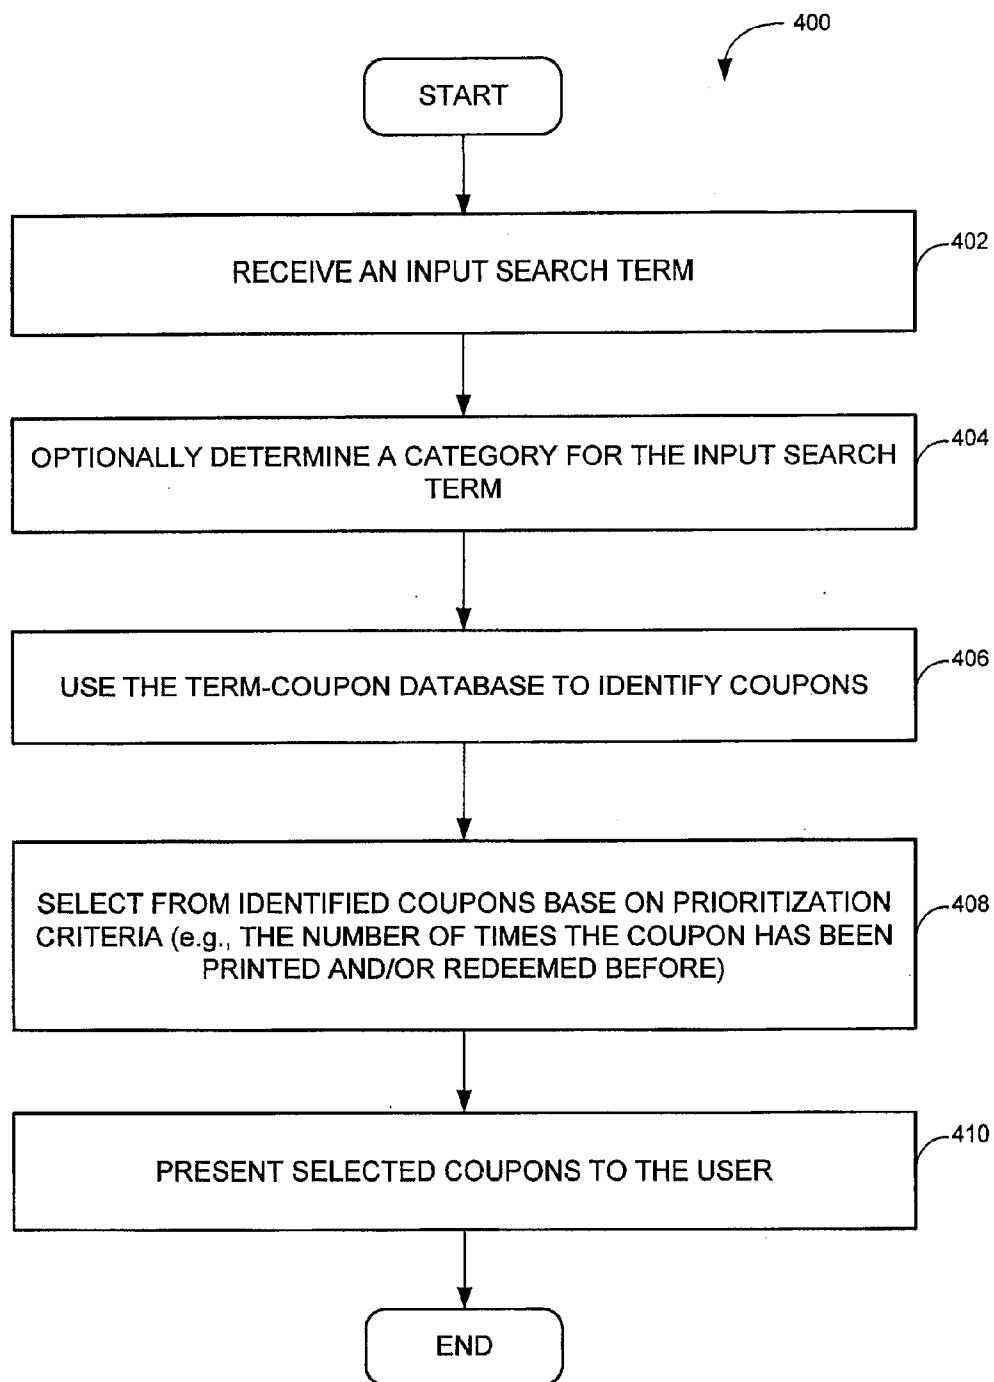 400
START
RECEIVE AN INPUT SEARCH TERM
402
OPTIONALLY DETERMINE A CATEGORY FOR THE INPUT SEARCH
TERM
404
USE THE TERM-COUPON DATABASE TO IDENTIFY COUPONS
406
SELECT FROM IDENTIFIED COUPONS BASE ON PRIORITIZATION
CRITERIA (e.g., THE NUMBER OF TIMES THE COUPON HAS BEEN
PRINTED AND/OR REDEEMED BEFORE)
408
PRESENT SELECTED COUPONS TO THE USER
410
END